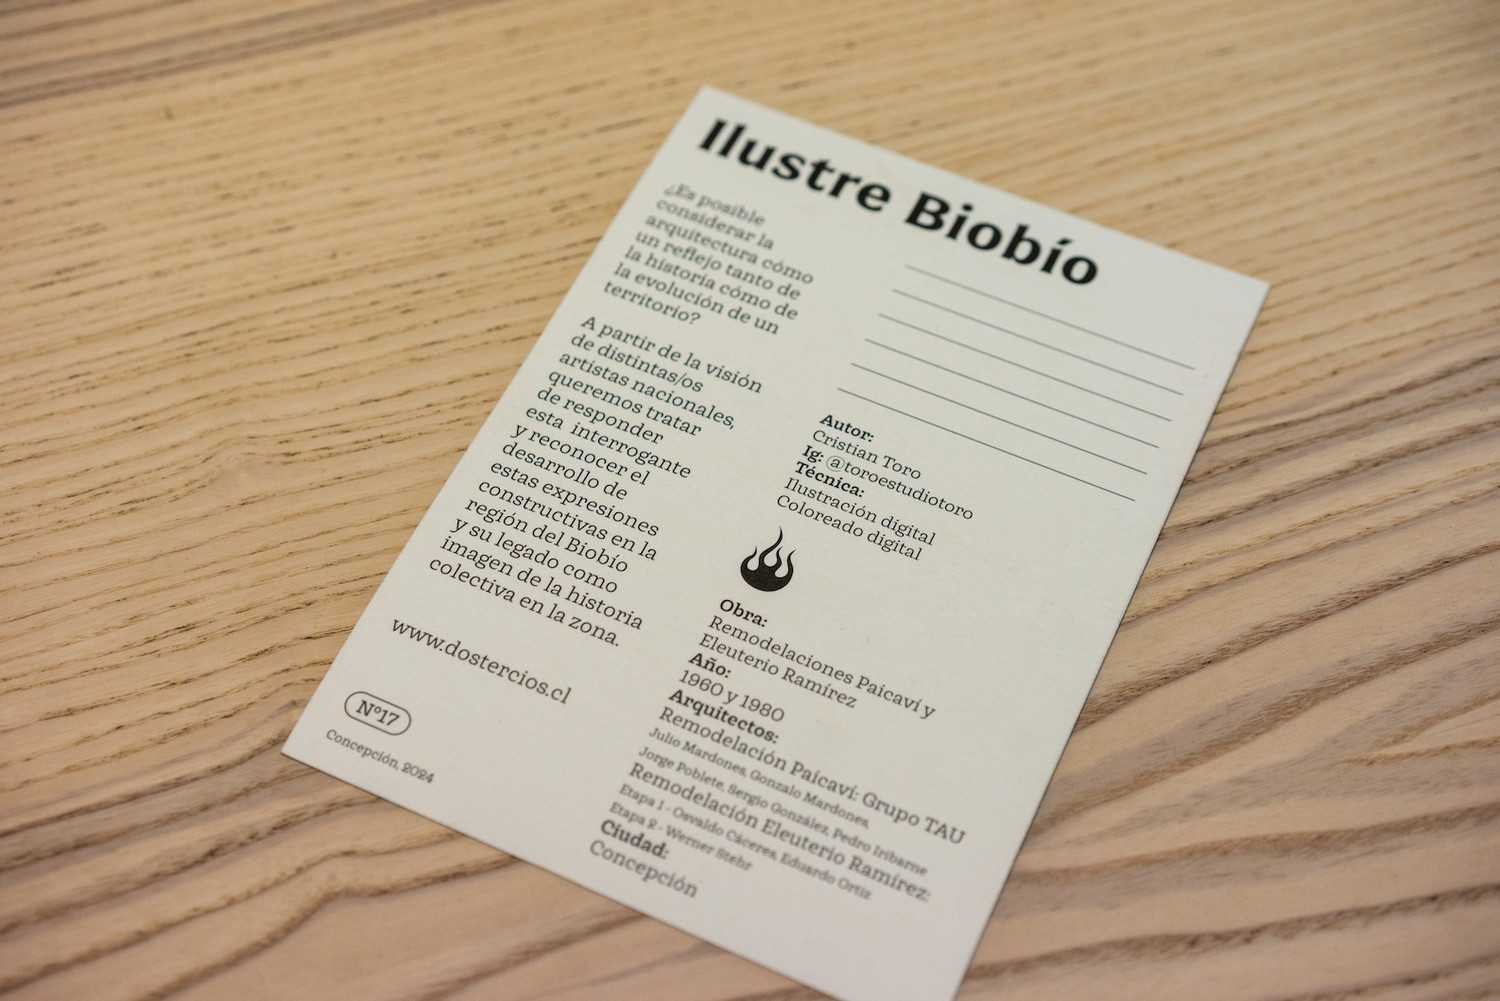 Ilustre Biobío
¿Es posible
considerar la
arquitectura cómo
un reflejo tanto de
la historia cómo de
la evolución de un
territorio?
A partir de la visión
de distintas/os
artistas nacionales,
queremos tratar
de responder
esta interrogante
y reconocer el
desarrollo de
estas expresiones
constructivas en la
región del Biobío
y su legado como
imagen de la historia
colectiva en la zona.
www.dostercios.cl
Nº17
Concepción, 2024
Autor:
Cristian Toro
Ig: @toroestudiotoro
Técnica:
Ilustración digital
Coloreado digital
Obra:
Remodelaciones Paicaví y
Eleuterio Ramírez
Año:
1960 y 1980
Arquitectos:
Remodelación Paícaví: Grupo TAU
Julio Mardones, Gonzalo Mardones,
Jorge Poblete, Sergio González, Pedro Iribarne
Remodelación Eleuterio Ramírez:
Etapa 1 - Osvaldo Cáceres, Eduardo Ortiz
Etapa 2 - Werner Stehr
Ciudad:
Concepción